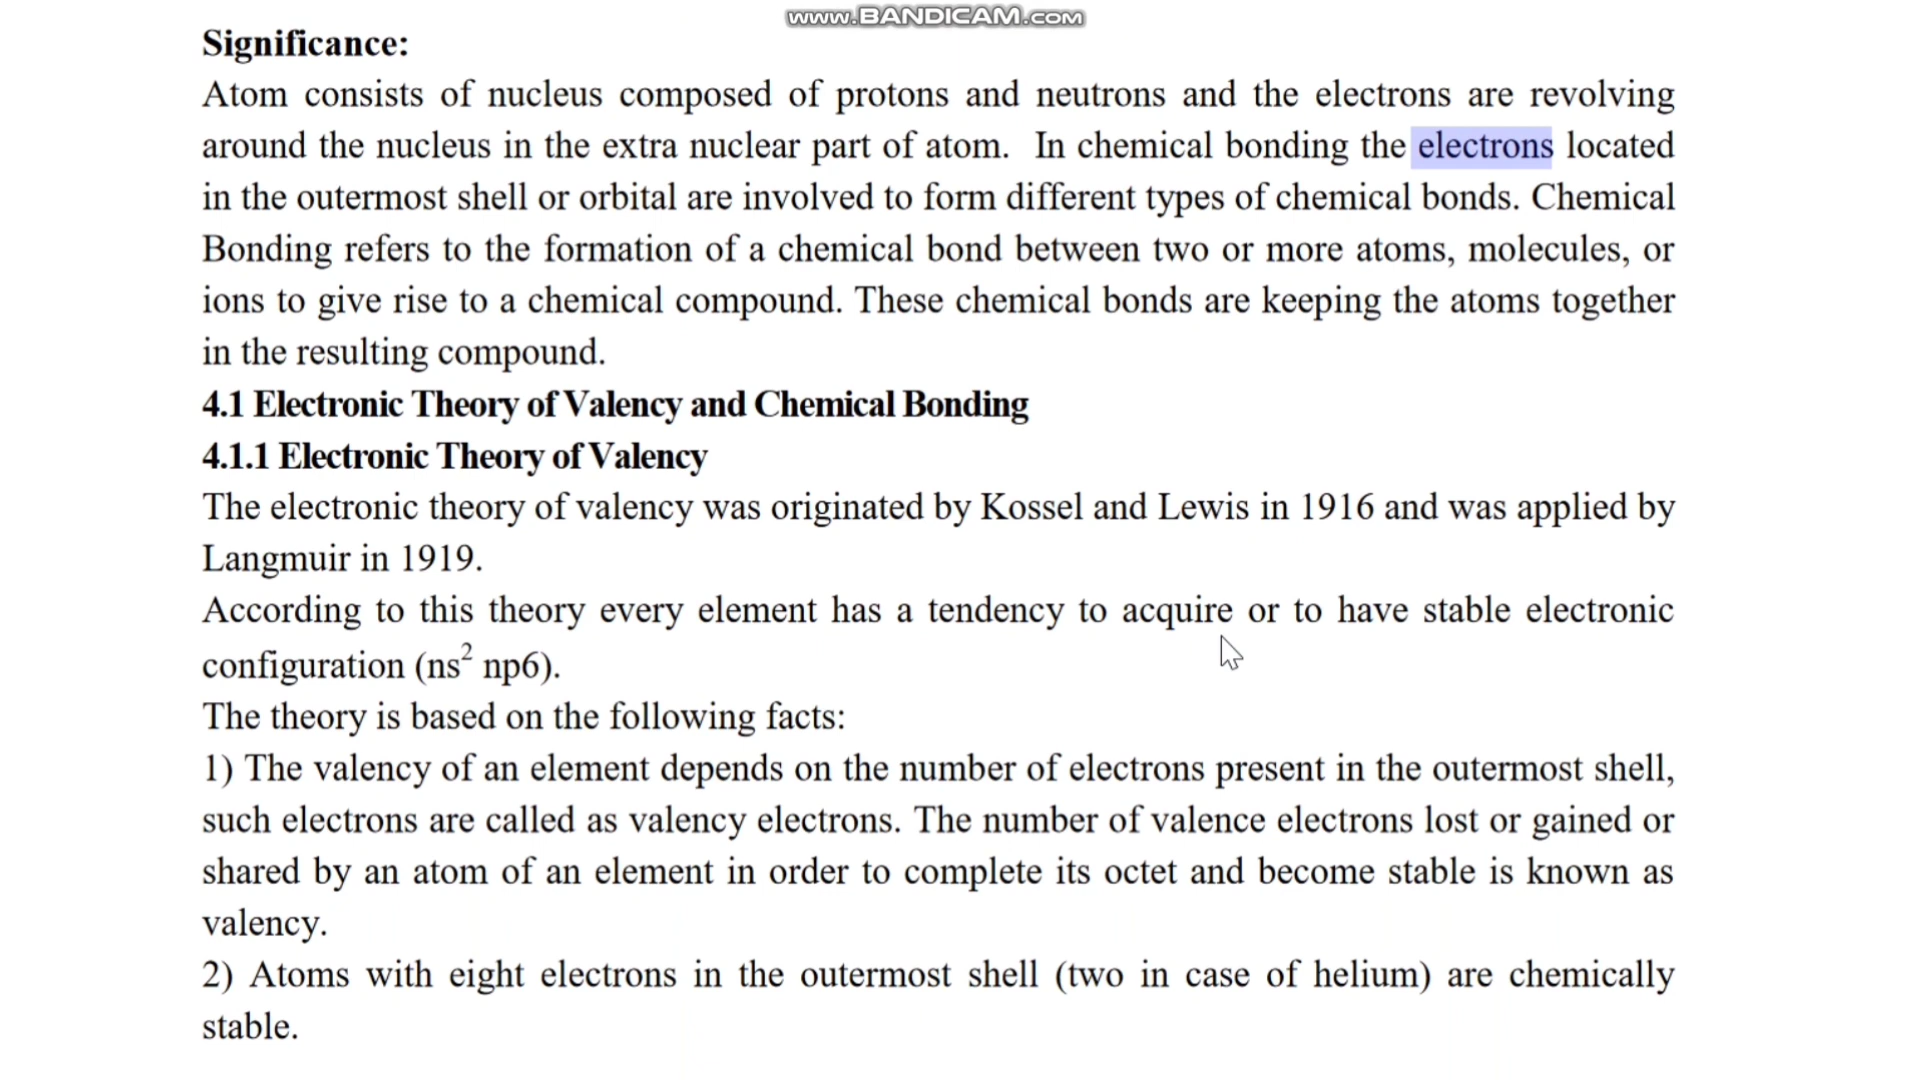 www.BANDICAM.com
Significance:
Atom consists of nucleus composed of protons and neutrons and the electrons are revolving
around the nucleus in the extra nuclear part of atom. In chemical bonding the electrons located
in the outermost shell or orbital are involved to form different types of chemical bonds. Chemical
Bonding refers to the formation of a chemical bond between two or more atoms, molecules, or
ions to give rise to a chemical compound. These chemical bonds are keeping the atoms together
in the resulting compound.
4.1 Electronic Theory of Valency and Chemical Bonding
4.1.1 Electronic Theory of Valency
The electronic theory of valency was originated by Kossel and Lewis in 1916 and was applied by
Langmuir in 1919.
According to this theory every element has a tendency to acquire or to have stable electronic
configuration (ns² np6).
The theory is based on the following facts:
1) The valency of an element depends on the number of electrons present in the outermost shell,
such electrons are called as valency electrons. The number of valence electrons lost or gained or
shared by an atom of an element in order to complete its octet and become stable is known as
valency.
2) Atoms with eight electrons in the outermost shell (two in case of helium) are chemically
stable.